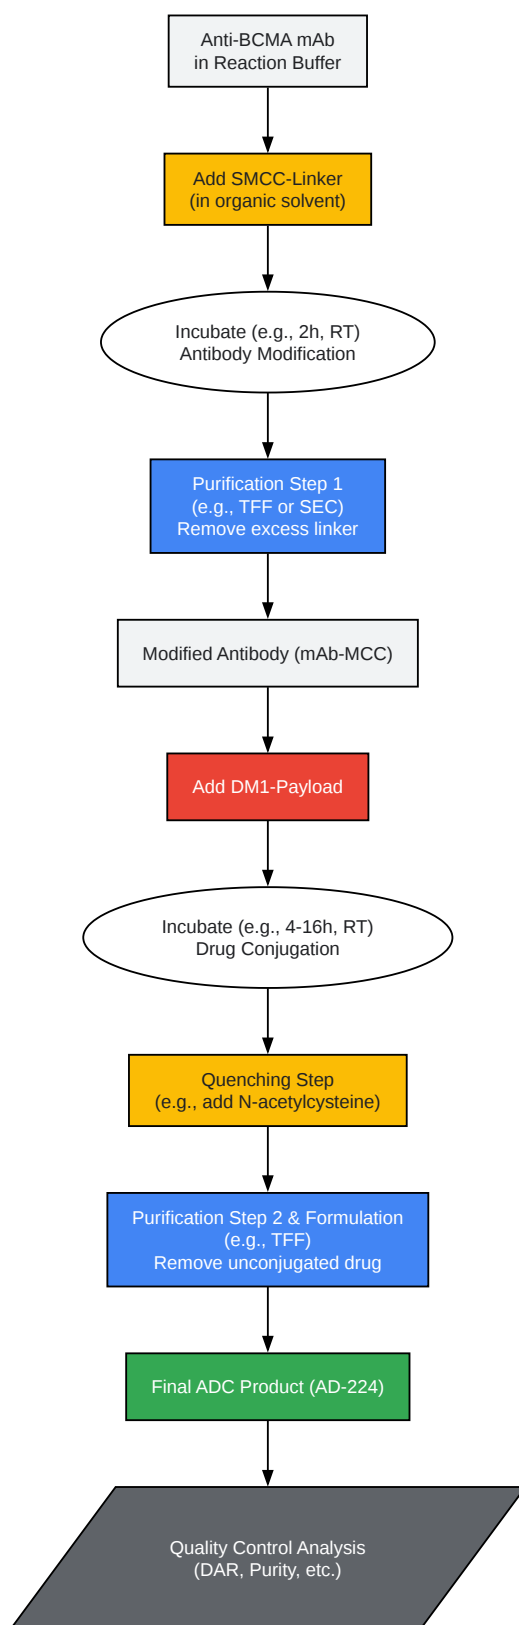 Anti-BCMA mAb
in Reaction Buffer
Add SMCC-Linker
(in organic solvent)
Incubate (e.g., 2h, RT)
Antibody Modification
Purification Step 1
(e.g., TFF or SEC)
Remove excess linker
Modified Antibody (mAb-MCC)
Add DM1-Payload
Incubate (e.g., 4-16h, RT)
Drug Conjugation
Quenching Step
(e.g., add N-acetylcysteine)
Purification Step 2 & Formulation
(e.g., TFF)
Remove unconjugated drug
Final ADC Product (AD-224)
Quality Control Analysis
(DAR, Purity, etc.)